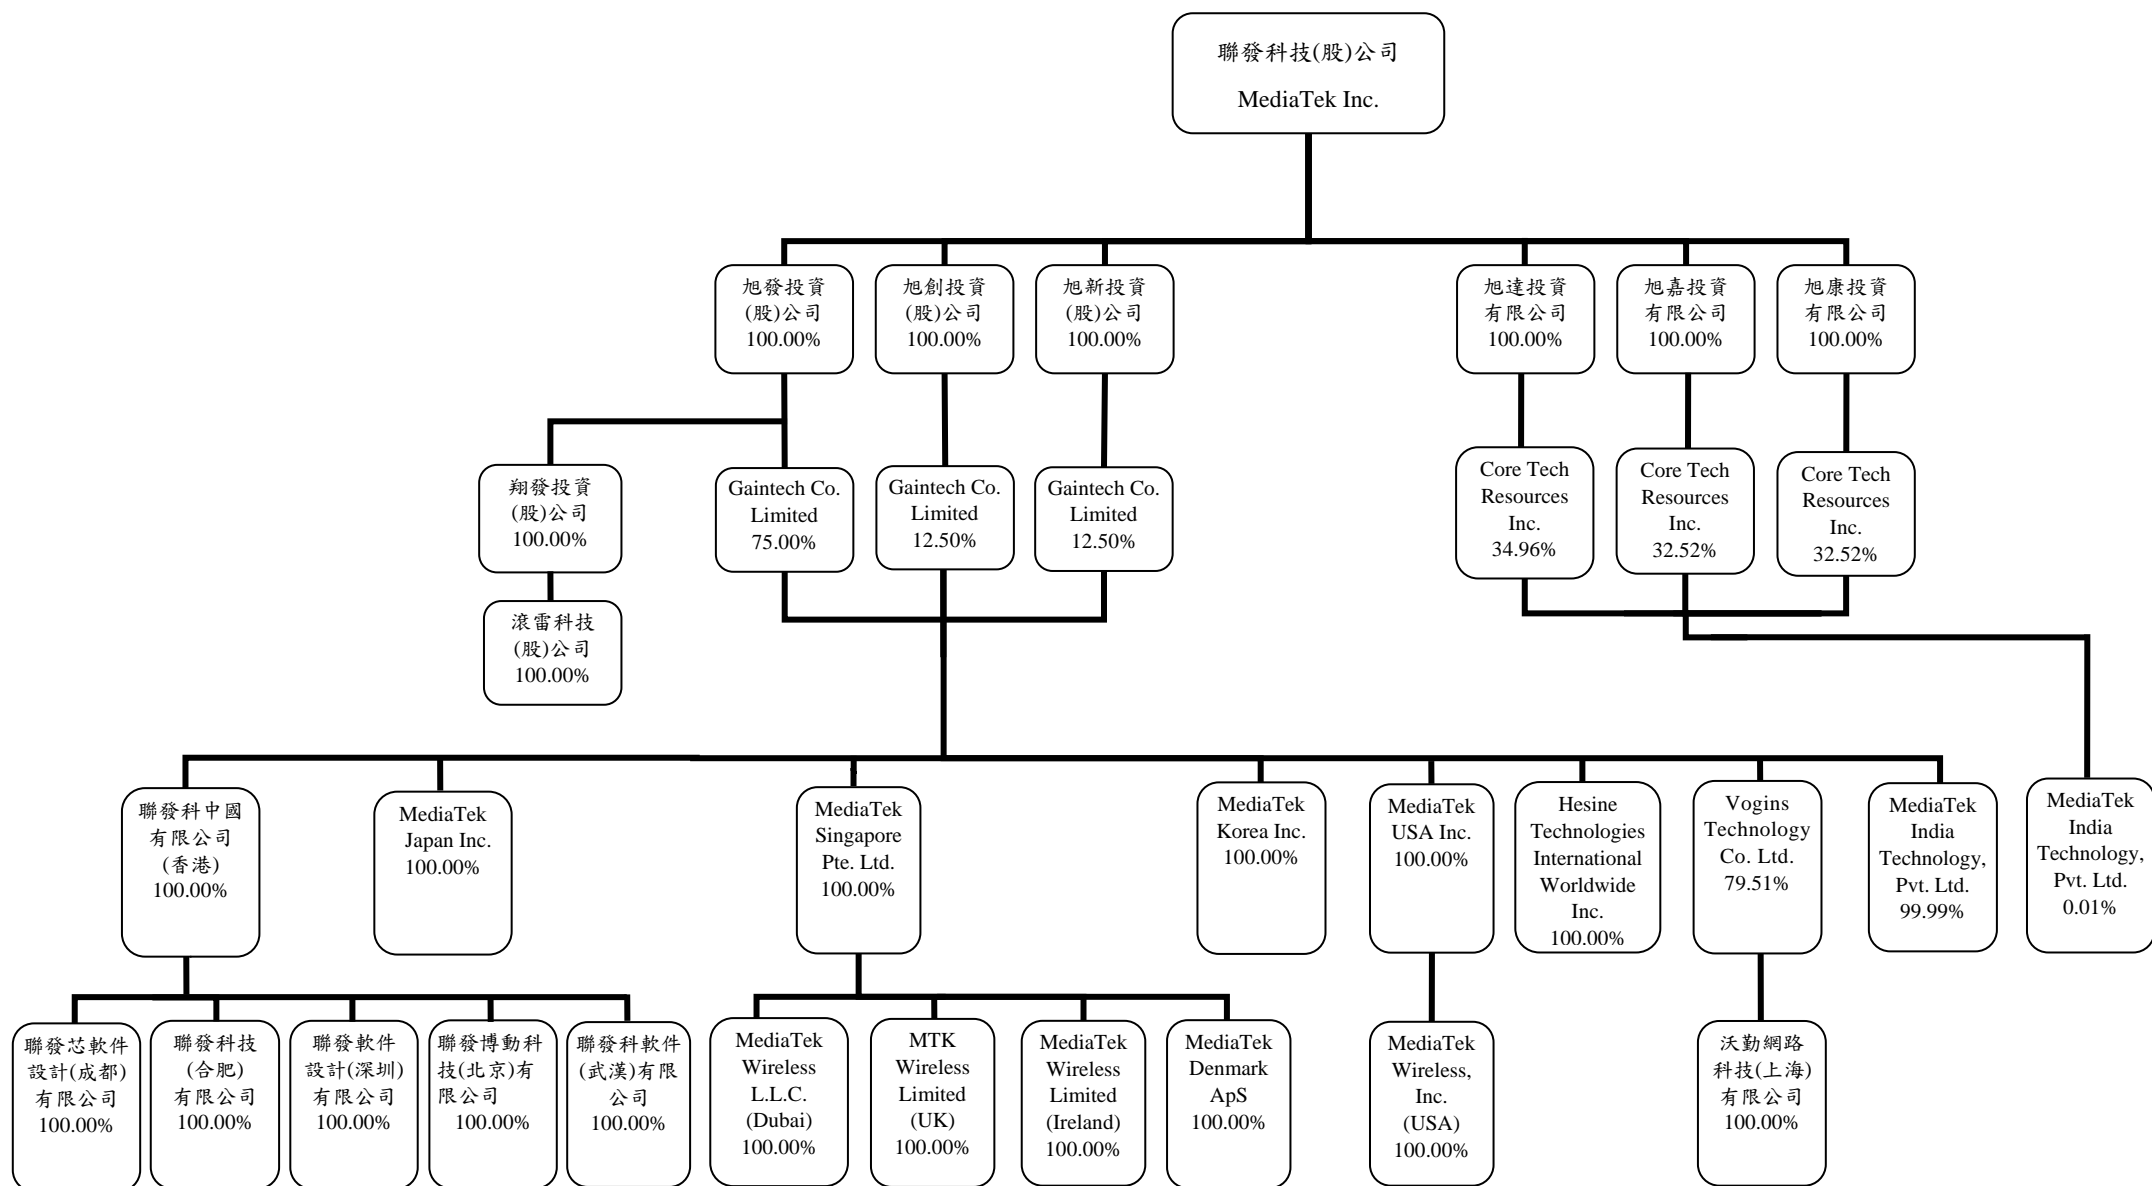 聯發科技(股)公司
MediaTek Inc.
旭發投資
(股)公司
100.00%
旭創投資
(股)公司
100.00%
旭新投資
(股)公司
100.00%
旭達投資
有限公司
100.00%
旭嘉投資
有限公司
100.00%
旭康投資
有限公司
100.00%
翔發投資
(股)公司
100.00%
Gaintech Co.
Limited
75.00%
Gaintech Co.
Limited
12.50%
Gaintech Co.
Limited
12.50%
Core Tech
Resources
Inc.
34.96%
Core Tech
Resources
Inc.
32.52%
Core Tech
Resources
Inc.
32.52%
滾雷科技
(股)公司
100.00%
聯發科中國
有限公司
(香港)
100.00%
MediaTek
Japan Inc.
100.00%
MediaTek
Singapore
Pte. Ltd.
100.00%
MediaTek
Korea Inc.
100.00%
MediaTek
USA Inc.
100.00%
Hesine
Technologies
International
Worldwide
Inc.
100.00%
Vogins
Technology
Co. Ltd.
79.51%
MediaTek
India
Technology,
Pvt. Ltd.
99.99%
MediaTek
India
Technology,
Pvt. Ltd.
0.01%
聯發芯軟件
設計(成都)
有限公司
100.00%
聯發科技
(合肥)
有限公司
100.00%
聯發軟件
設計(深圳)
有限公司
100.00%
聯發博動科
技(北京)有
限公司
100.00%
聯發科軟件
(武漢)有限
公司
100.00%
MediaTek
Wireless
L.L.C.
(Dubai)
100.00%
MTK
Wireless
Limited
(UK)
100.00%
MediaTek
Wireless
Limited
(Ireland)
100.00%
MediaTek
Denmark
ApS
100.00%
MediaTek
Wireless,
Inc.
(USA)
100.00%
沃勤網路
科技(上海)
有限公司
100.00%